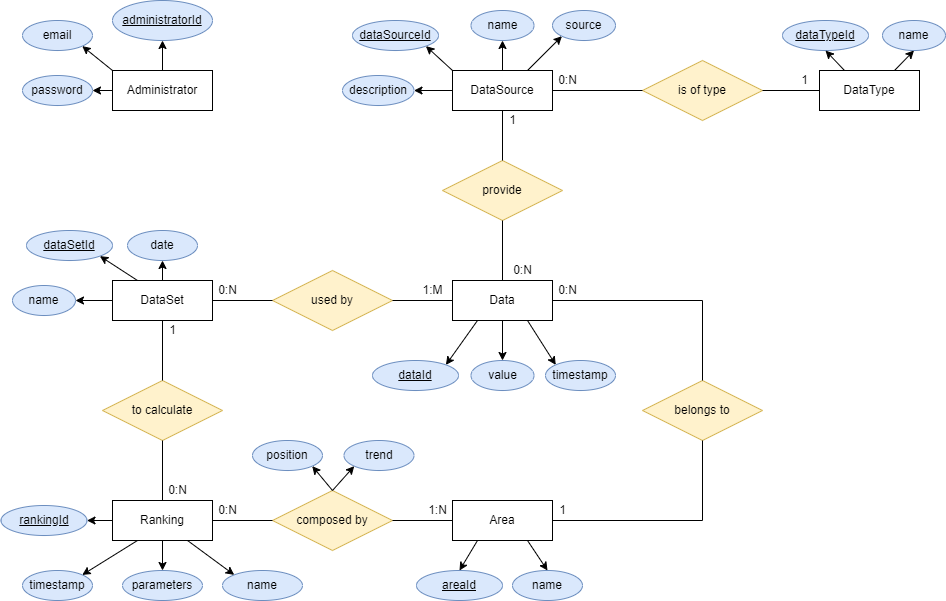 administratorId
email
password
Administrator
dataSourceId
name
source
description
DataSource
0:N
1
is of type
1
dataTypeId
name
DataType
provide
0:N
dataSetId
date
name
DataSet
0:N
1
used by
1:M
Data
0:N
dataId
value
timestamp
to calculate
belongs to
0:N
position
trend
rankingId
Ranking
0:N
composed by
1:N
Area
1
timestamp
parameters
name
areaId
name